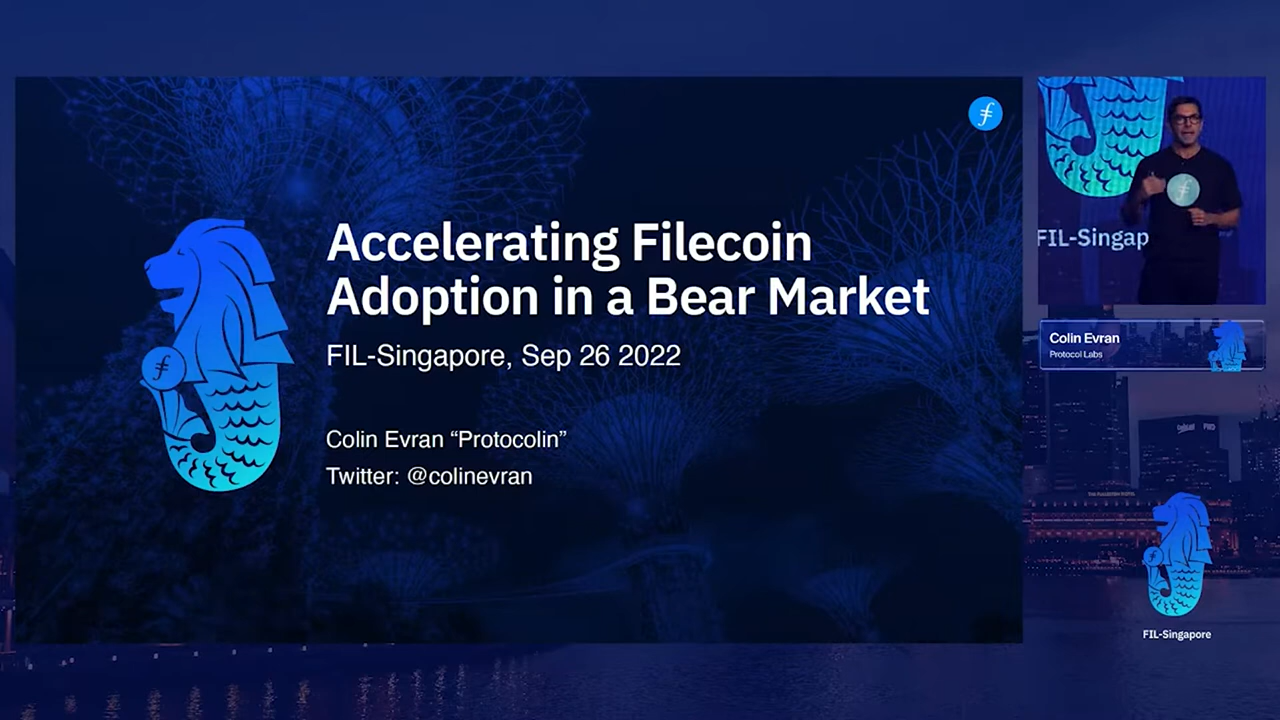 Accelerating Filecoin
Adoption in a Bear Market
FIL-Singapore, Sep 26 2022
Colin Evran “Protocolin”
Twitter: @colinevran
FIL-Singap
Colin Evran
Protocol Labs
FIL-Singapore